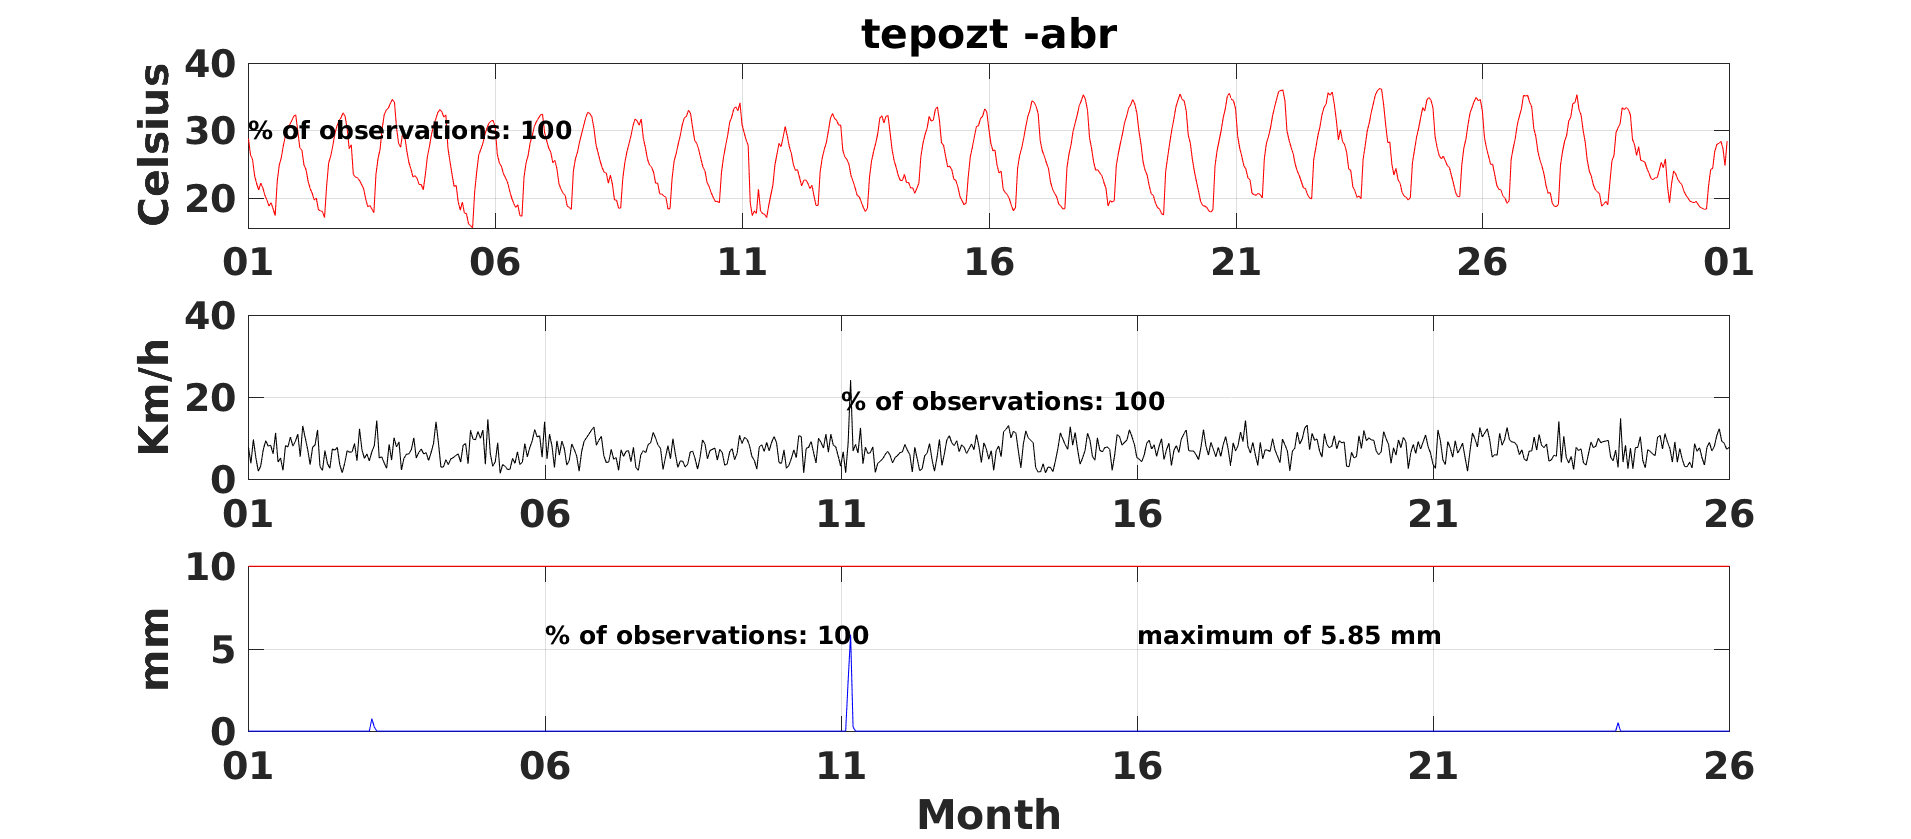 tepozt -abr
40
30
20
Celsius
% of observations: 100
01 06 11 16 21 26 01
40
20
0
Km/h
% of observations: 100
01 06 11 16 21 26
10
5
0
mm
% of observations: 100 maximum of 5.85 mm
01 06 11 16 21 26
Month